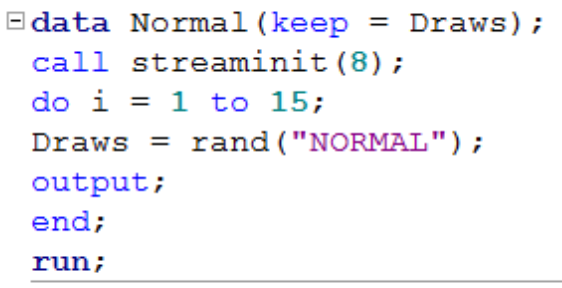 data Normal(keep = Draws);
call streaminit(8);
do i = 1 to 15;
Draws = rand("NORMAL");
output;
end;
run;